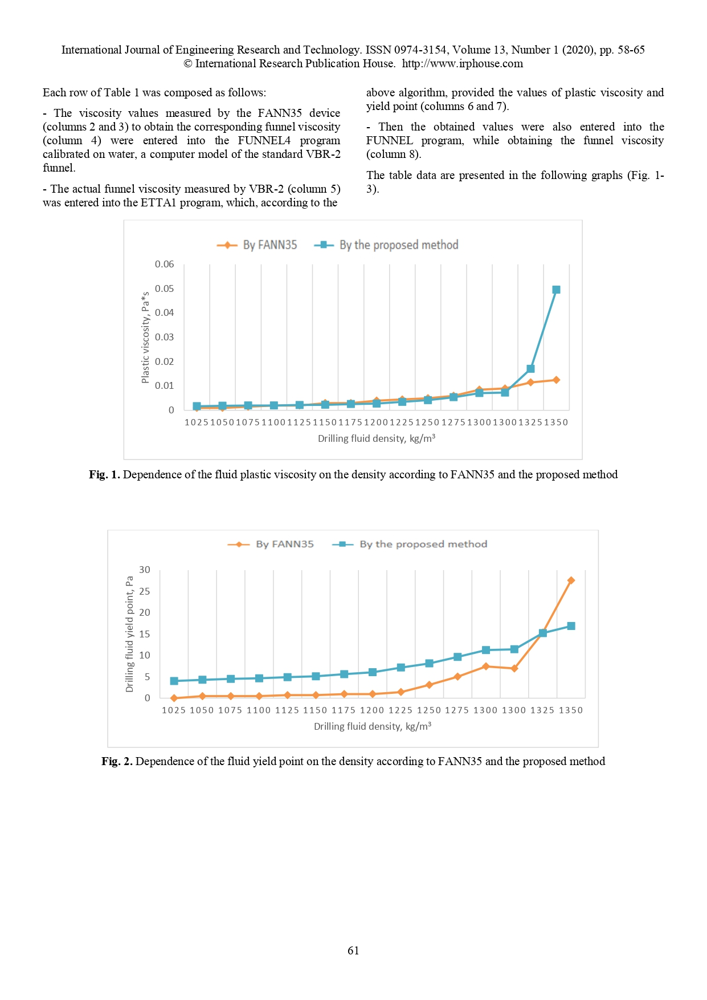 International Journal of Engineering Research and Technology. ISSN 0974-3154, Volume 13, Number 1 (2020), pp. 58-65
© International Research Publication House. http://www.irphouse.com
Each row of Table 1 was composed as follows:
- The viscosity values measured by the FANN35 device
(columns 2 and 3) to obtain the corresponding funnel viscosity
(column 4) were entered into the FUNNEL4 program
calibrated on water, a computer model of the standard VBR-2
funnel.
- The actual funnel viscosity measured by VBR-2 (column 5)
was entered into the ETTA1 program, which, according to the
above algorithm, provided the values of plastic viscosity and
yield point (columns 6 and 7).
- Then the obtained values were also entered into the
FUNNEL program, while obtaining the funnel viscosity
(column 8).
The table data are presented in the following graphs (Fig. 1-
3).
By FANN35 By the proposed method
0.06
0.05
0.04
0.03
0.02
0.01
0
Plastic viscosity, Pa*s
1025 1050 1075 1100 1125 1150 1175 1200 1225 1250 1275 1300 1300 1325 1350
Drilling fluid density, kg/m³
Fig. 1. Dependence of the fluid plastic viscosity on the density according to FANN35 and the proposed method
By FANN35 By the proposed method
30
25
20
15
10
5
0
Drilling fluid yield point, Pa
1025 1050 1075 1100 1125 1150 1175 1200 1225 1250 1275 1300 1300 1325 1350
Drilling fluid density, kg/m³
Fig. 2. Dependence of the fluid yield point on the density according to FANN35 and the proposed method
61